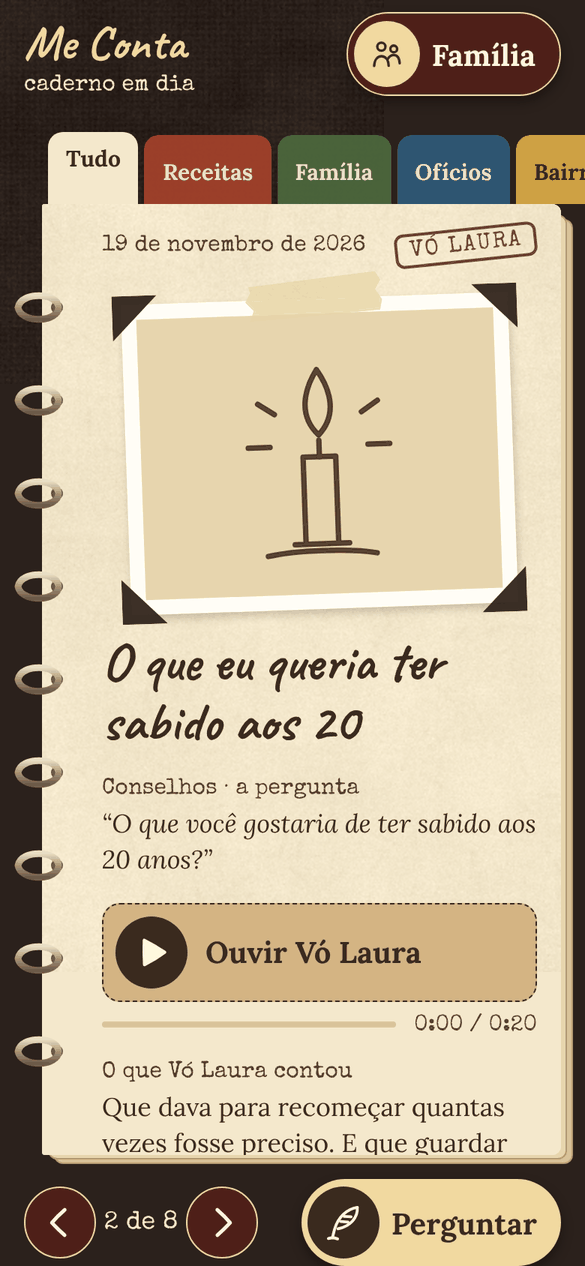 Me Conta
caderno em dia
Família
Tudo
Receitas
Família
Ofícios
Bairr
19 de novembro de 2026
VÓ LAURA
O que eu queria ter
sabido aos 20
Conselhos · a pergunta
“O que você gostaria de ter sabido aos
20 anos?”
Ouvir Vó Laura
0:00 / 0:20
O que Vó Laura contou
Que dava para recomeçar quantas
vezes fosse preciso. E que guardar
2 de 8
Perguntar